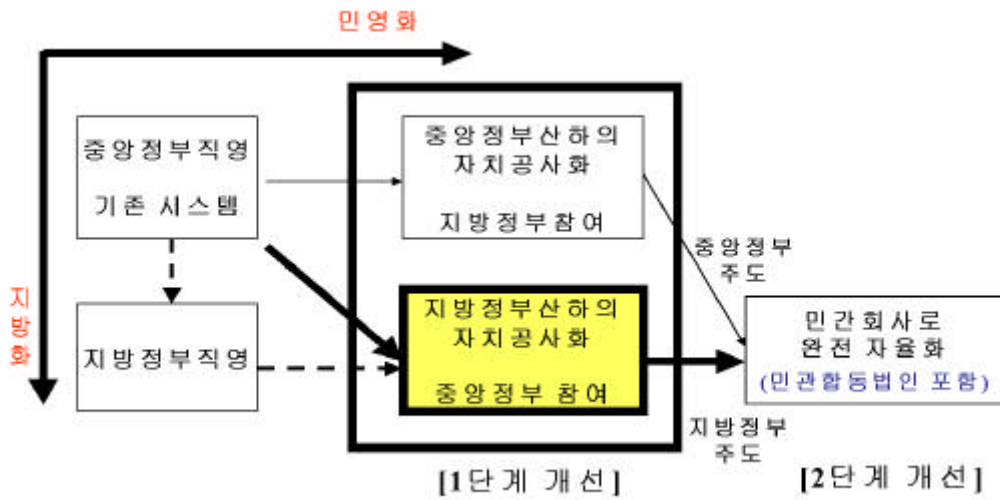 민영화
중앙정부직영
기존 시스템
중앙정부산하의
자치공사화
지방정부참여
중앙정부
주도
지방화
지방정부직영
지방정부산하의
자치공사화
중앙정부 참여
민간회사로
완전 자율화
(민관합동법인 포함)
지방정부
주도
[1단계 개선]
[2단계 개선]